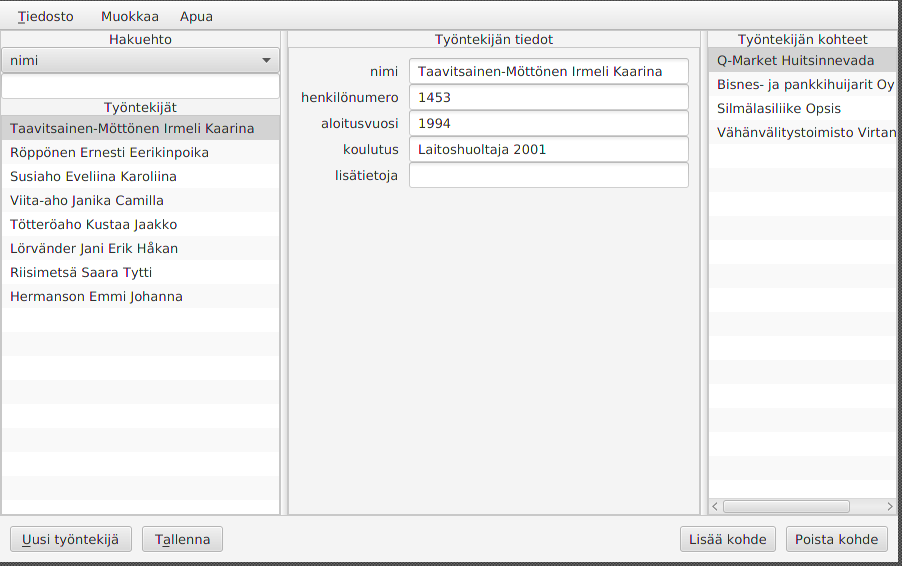 Tiedosto Muokkaa Apua
Hakuehto
nimi
Työntekijät
Taavitsainen-Möttönen Irmeli Kaarina
Röppönen Ernesti Eerikinpoika
Susiaho Eveliina Karoliina
Viita-aho Janika Camilla
Tötteröaho Kustaa Jaakko
Lörvänder Jani Erik Håkan
Riisimetsä Saara Tytti
Hermanson Emmi Johanna
Työntekijän tiedot
nimi Taavitsainen-Möttönen Irmeli Kaarina
henkilönumero 1453
aloitusvuosi 1994
koulutus Laitoshuoltaja 2001
lisätietoja
Työntekijän kohteet
Q-Market Huitsinnevada
Bisnes- ja pankkihuijarit Oy
Silmälasiliike Opsis
Vähänvälitystoimisto Virtan
Uusi työntekijä Tallenna Lisää kohde Poista kohde